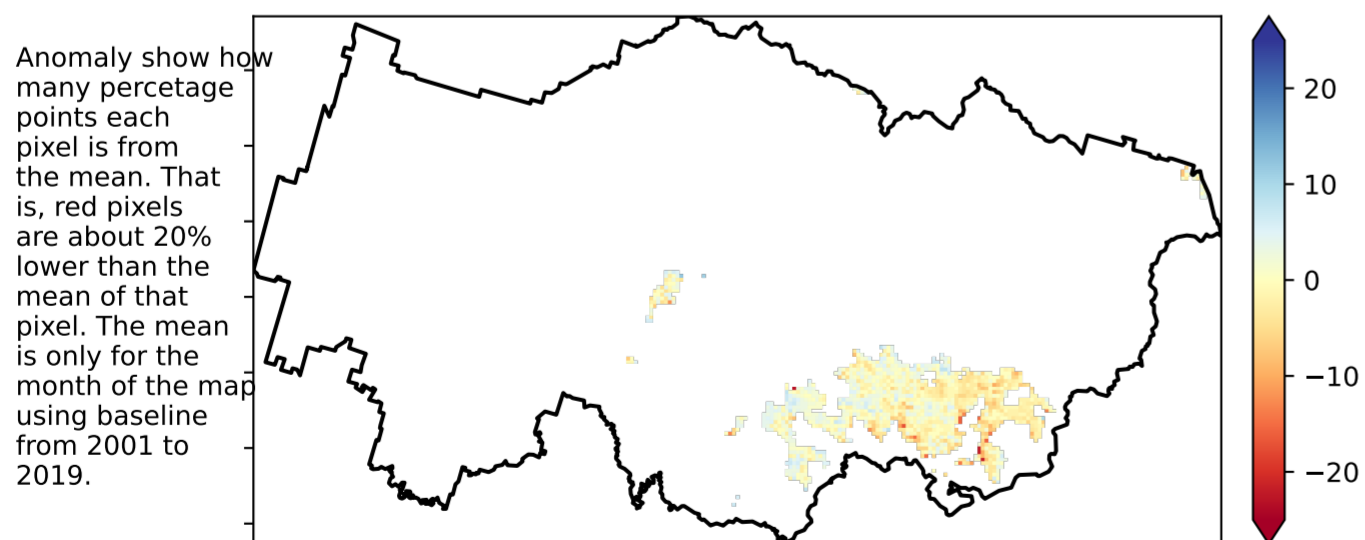 Anomaly show how
many percetage
points each
pixel is from
the mean. That
is, red pixels
are about 20%
lower than the
mean of that
pixel. The mean
is only for the
month of the map
using baseline
from 2001 to
2019.
20
10
0
−10
−20